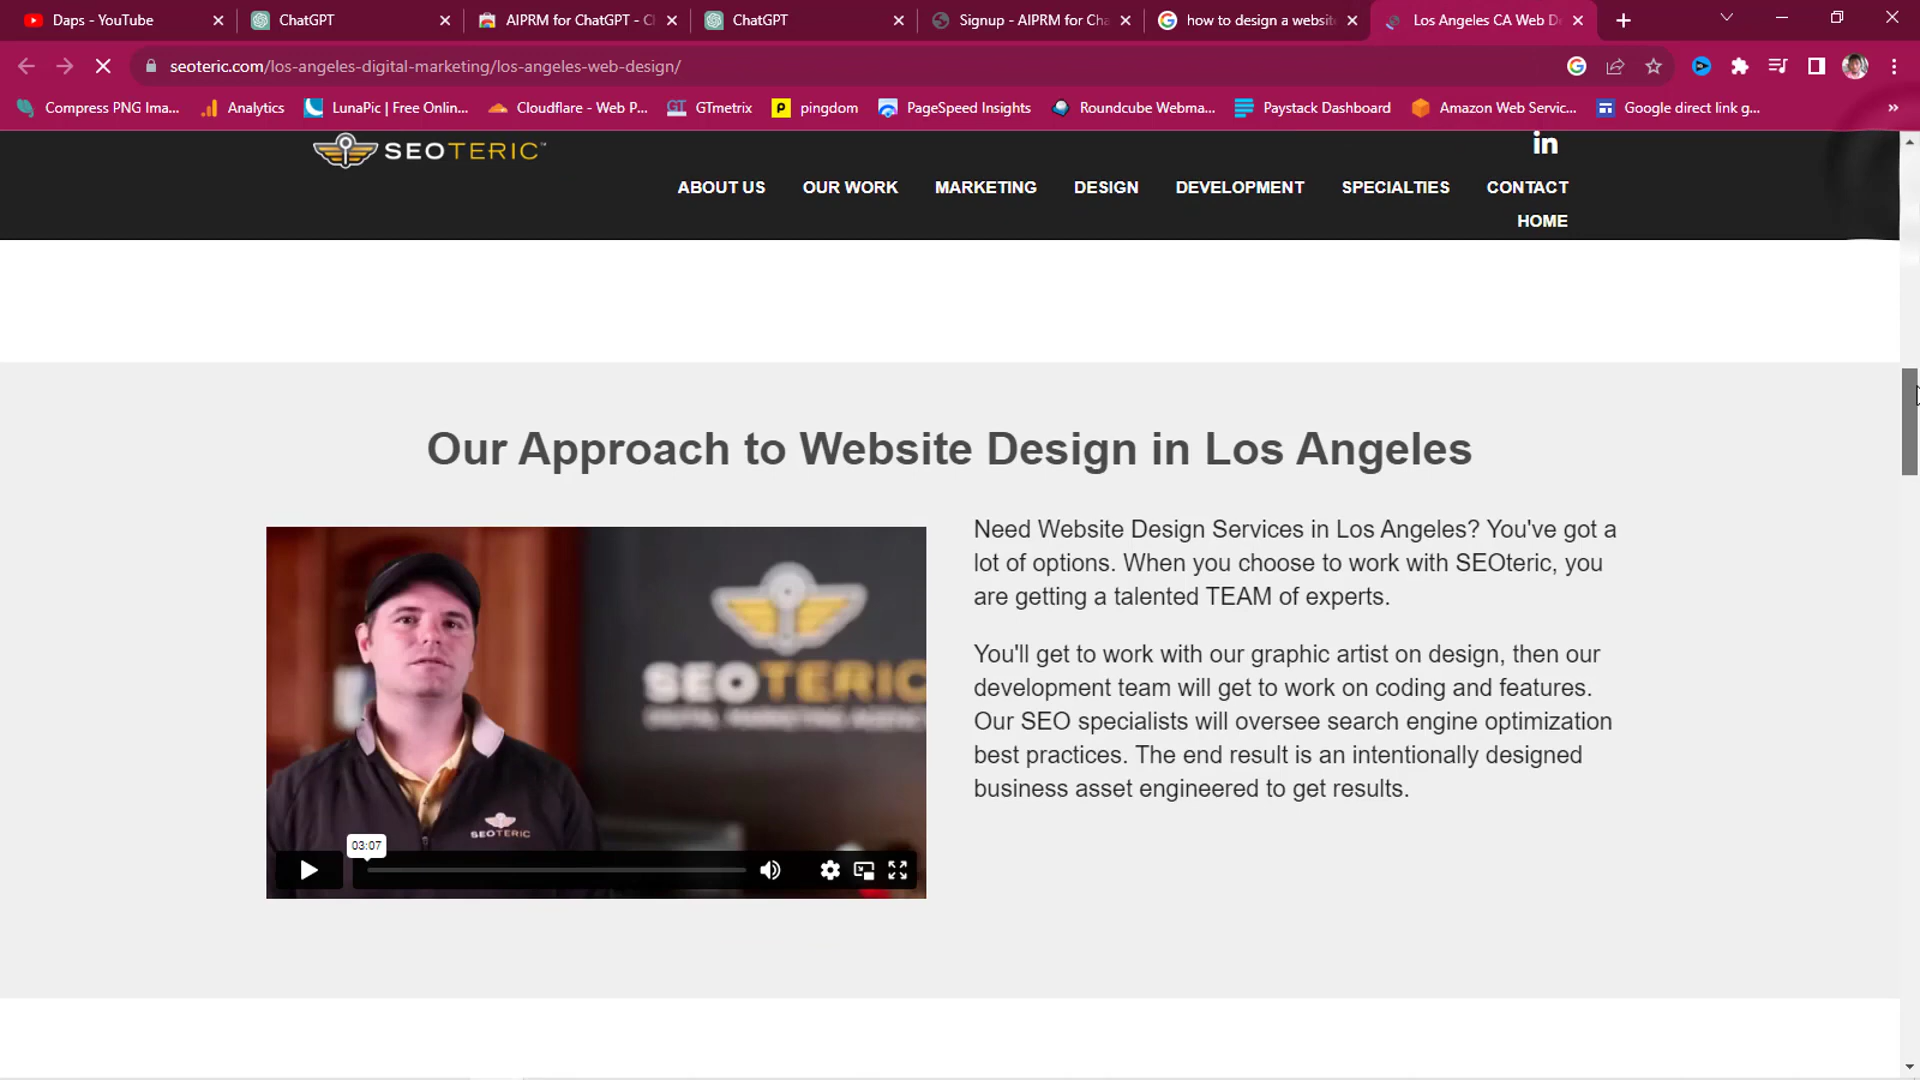 Daps - YouTube
ChatGPT
AIPRM for ChatGPT - C
ChatGPT
Signup - AIPRM for Cha
how to design a websit
Los Angeles CA Web De
seoteric.com/los-angeles-digital-marketing/los-angeles-web-design/
Compress PNG Ima...
Analytics
LunaPic | Free Onlin...
Cloudflare - Web P...
GT GTmetrix
pingdom
PageSpeed Insights
Roundcube Webma...
Paystack Dashboard
Amazon Web Servic...
Google direct link g...
SEOTERIC
in
ABOUT US OUR WORK MARKETING DESIGN DEVELOPMENT SPECIALTIES CONTACT
HOME
Our Approach to Website Design in Los Angeles
Need Website Design Services in Los Angeles? You've got a
lot of options. When you choose to work with SEOteric, you
are getting a talented TEAM of experts.
You'll get to work with our graphic artist on design, then our
development team will get to work on coding and features.
Our SEO specialists will oversee search engine optimization
best practices. The end result is an intentionally designed
business asset engineered to get results.
SEOTERIC
DIGITAL MARKETING AGENCY
SEOTERIC
03:07